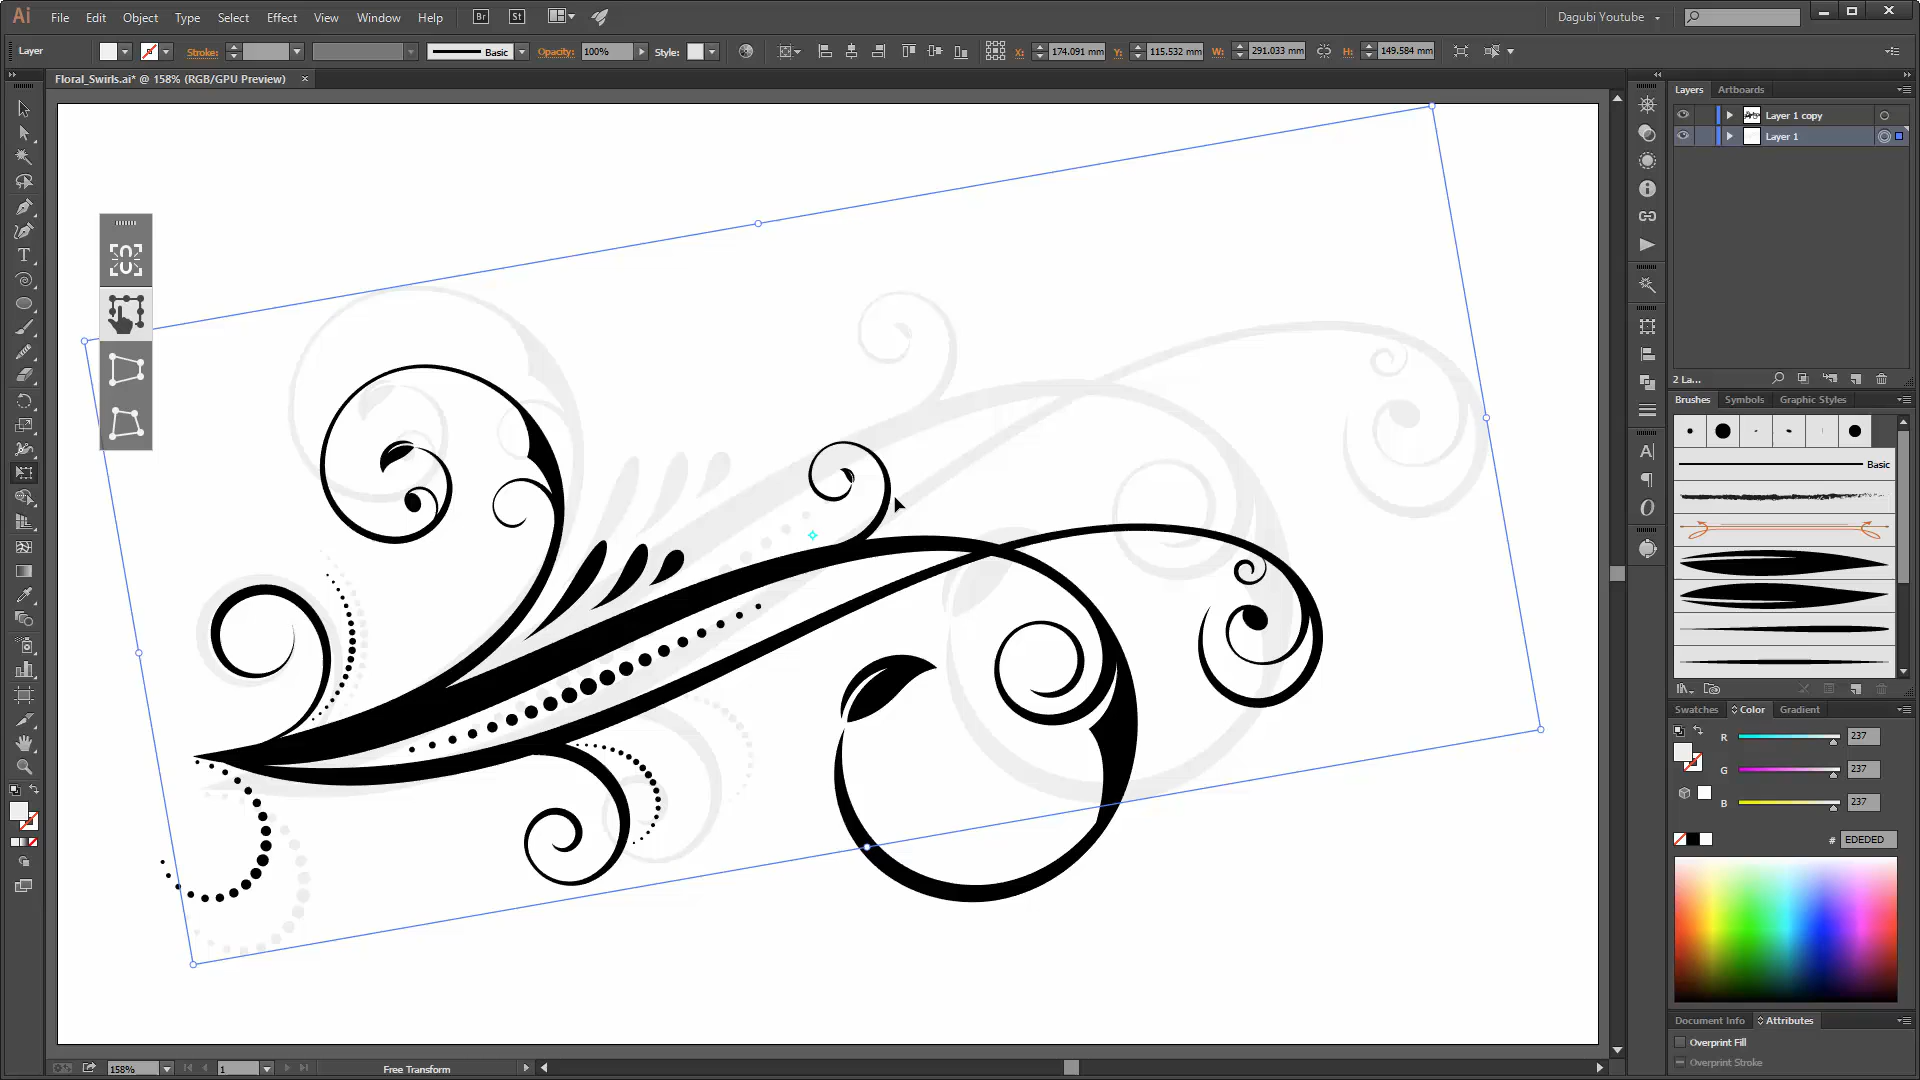 Ai File Edit Object Type Select Effect View Window Help Br St Dagubi Youtube
Layer Stroke: Basic Opacity: 100% Style: X: 174.091 mm Y: 115.532 mm W: 291.033 mm H: 149.584 mm
Floral_Swirls.ai* @ 158% (RGB/GPU Preview) ×
Layers Artboards
Layer 1 copy
Layer 1
2 La...
Brushes Symbols Graphic Styles
Basic
Swatches Color Gradient
R 237
G 237
B 237
# EDEDED
Document Info Attributes
Overprint Fill
Overprint Stroke
158% 1 Free Transform